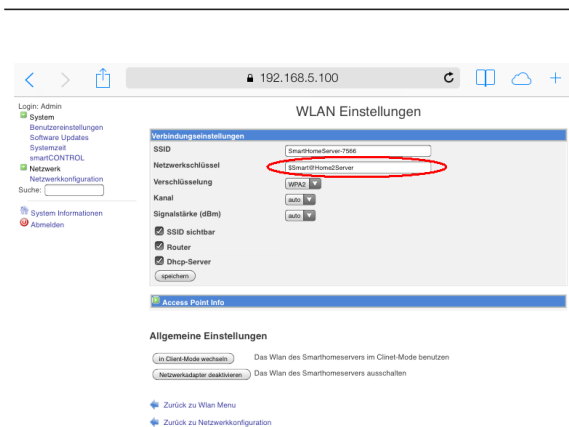 192.168.5.100
Login: Admin
System
Benutzereinstellungen
Software Updates
Systemzeit
smartCONTROL
Netzwerk
Netzwerkkonfiguration
Suche:
System Informationen
Abmelden
WLAN Einstellungen
Verbindungseinstellungen
SSID SmartHomeServer-7566
Netzwerkschlüssel $Smart@Home2Server
Verschlüsselung WPA2
Kanal auto
Signalstärke (dBm) auto
SSID sichtbar
Router
Dhcp-Server
speichern
Access Point Info
Allgemeine Einstellungen
in Client-Mode wechseln Das Wlan des Smarthomeservers im Clinet-Mode benutzen
Netzwerkadapter deaktivieren Das Wlan des Smarthomeservers ausschalten
Zurück zu Wlan Menu
Zurück zu Netzwerkkonfiguration